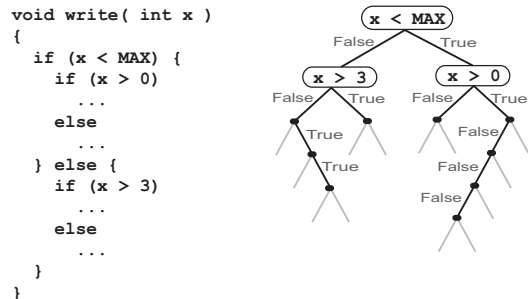 void write( int x )
{
if (x < MAX) {
if (x > 0)
...
else
...
} else {
if (x > 3)
...
else
...
}
}
x < MAX
False True
x > 3 x > 0
False True False True
True False
True False
False